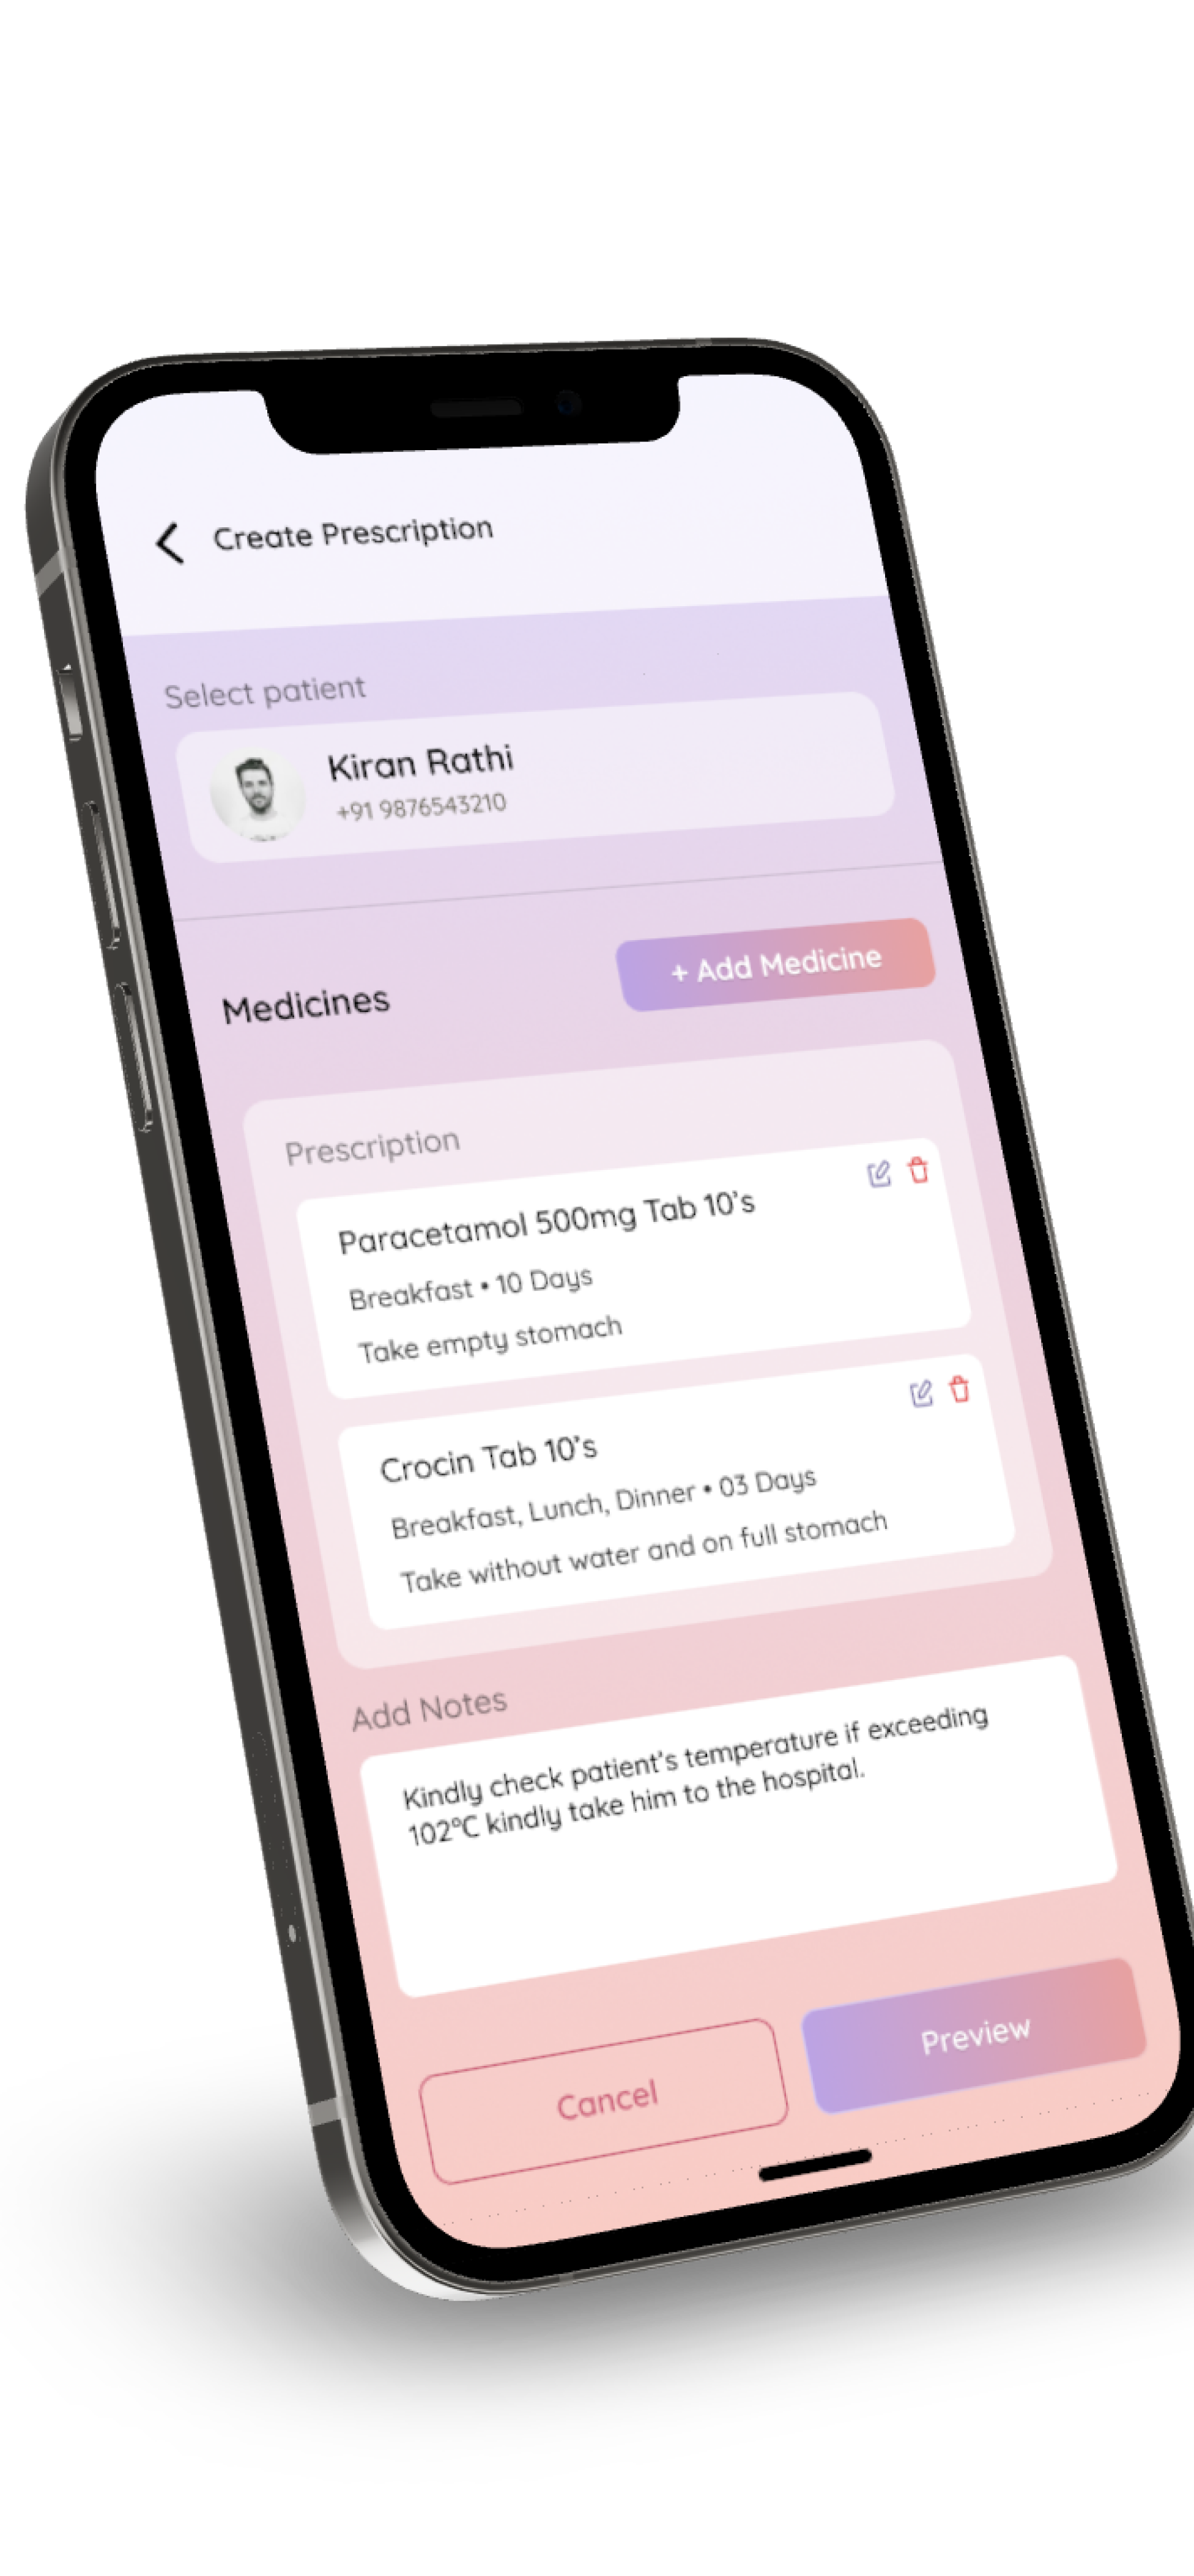 Create Prescription
Select patient
Kiran Rathi
+91 9876543210
+ Add Medicine
Medicines
Prescription
Paracetamol 500mg Tab 10's
Breakfast • 10 Days
Take empty stomach
Crocin Tab 10's
Breakfast, Lunch, Dinner • 03 Days
Take without water and on full stomach
Add Notes
Kindly check patient's temperature if exceeding
102°C kindly take him to the hospital.
Cancel
Preview